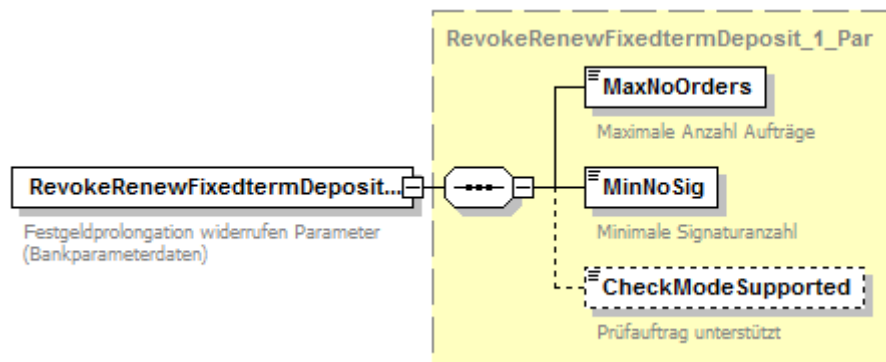 RevokeRenewFixedtermDeposit_1_Par
MaxNoOrders
Maximale Anzahl Aufträge
RevokeRenewFixedtermDeposit...
Festgeldprolongation widerrufen Parameter
(Bankparameterdaten)
MinNoSig
Minimale Signaturanzahl
CheckModeSupported
Prüfauftrag unterstützt